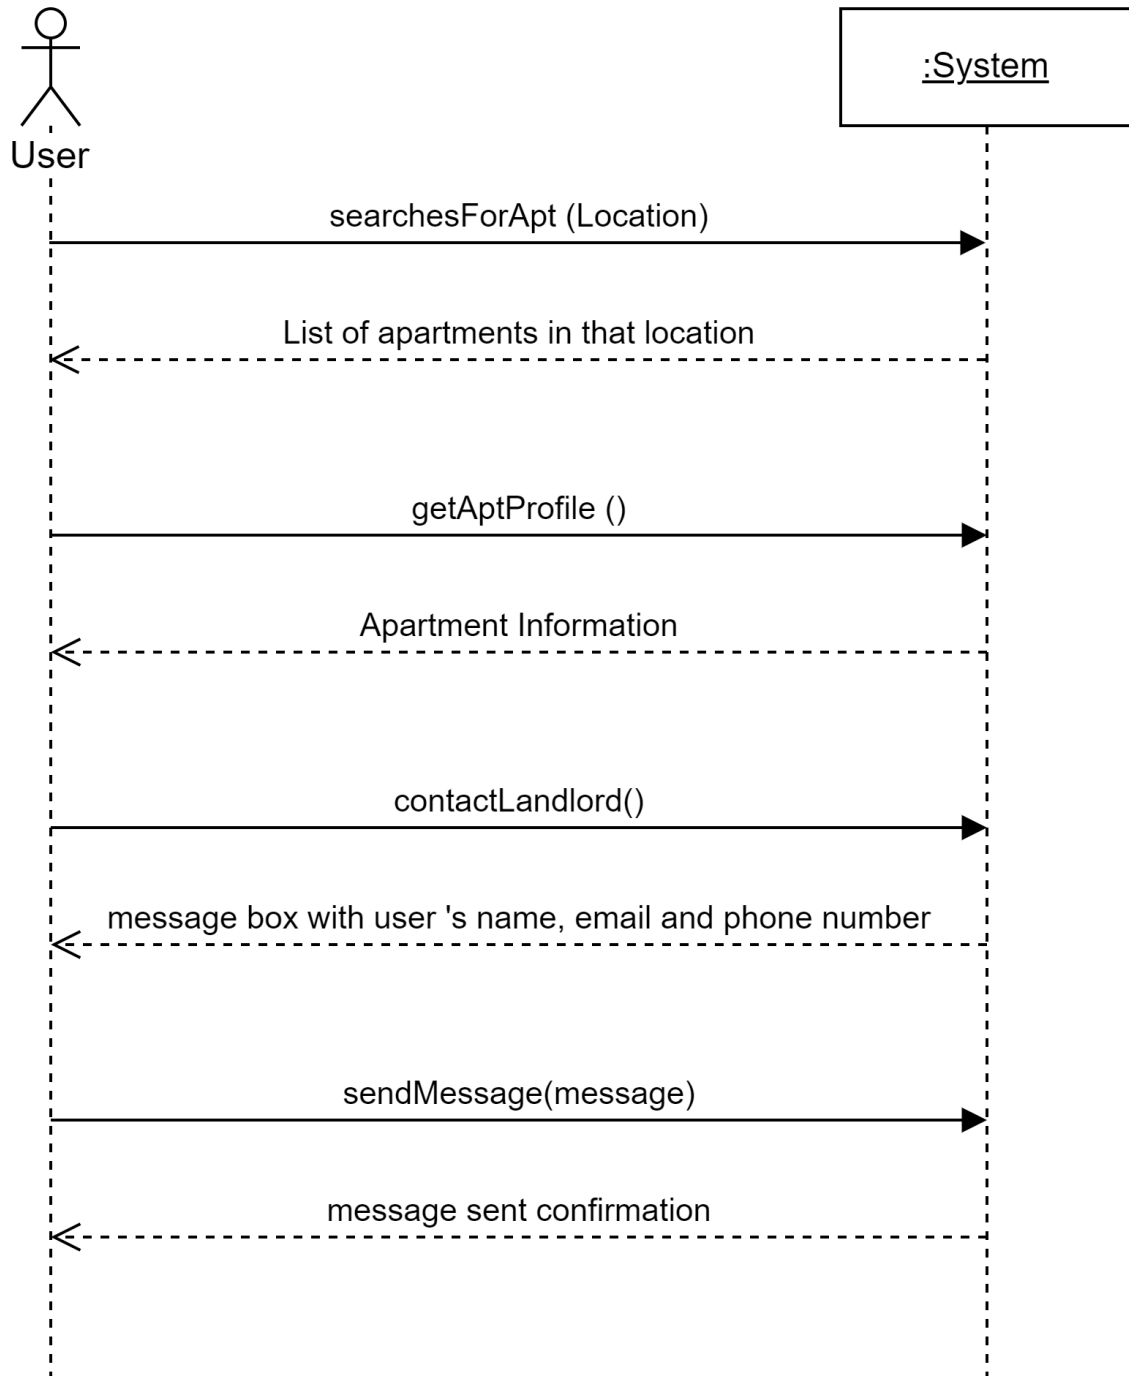 User
:System
searchesForApt (Location)
List of apartments in that location
getAptProfile ()
Apartment Information
contactLandlord()
message box with user 's name, email and phone number
sendMessage(message)
message sent confirmation